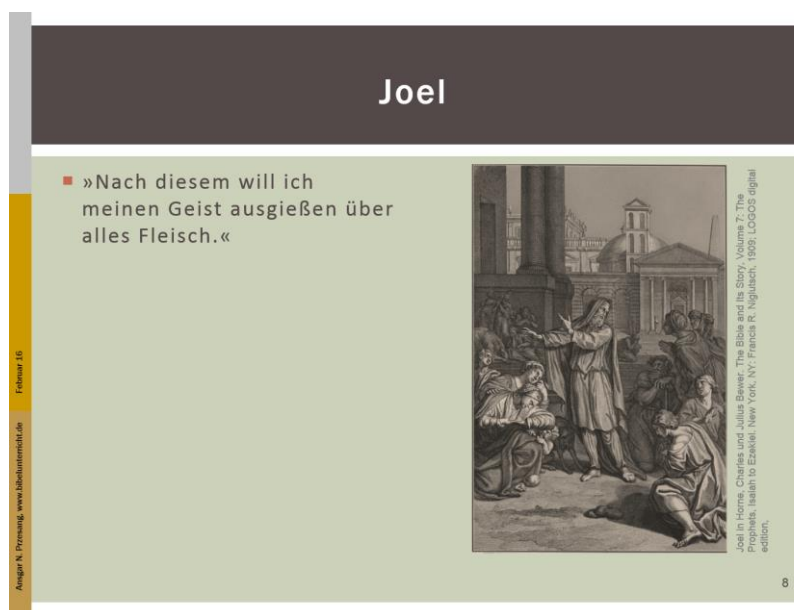 Joel
»Nach diesem will ich
meinen Geist ausgießen über
alles Fleisch.«
Joel in Horne, Charles und Julius Bewer. The Bible and Its Story, Volume 7: The
Prophets, Isaiah to Ezekiel. New York, NY: Francis R. Niglutsch, 1909; LOGOS digital
edition,
Februar 16
Ansgar N. Przesang, www.bibelunterricht.de
8